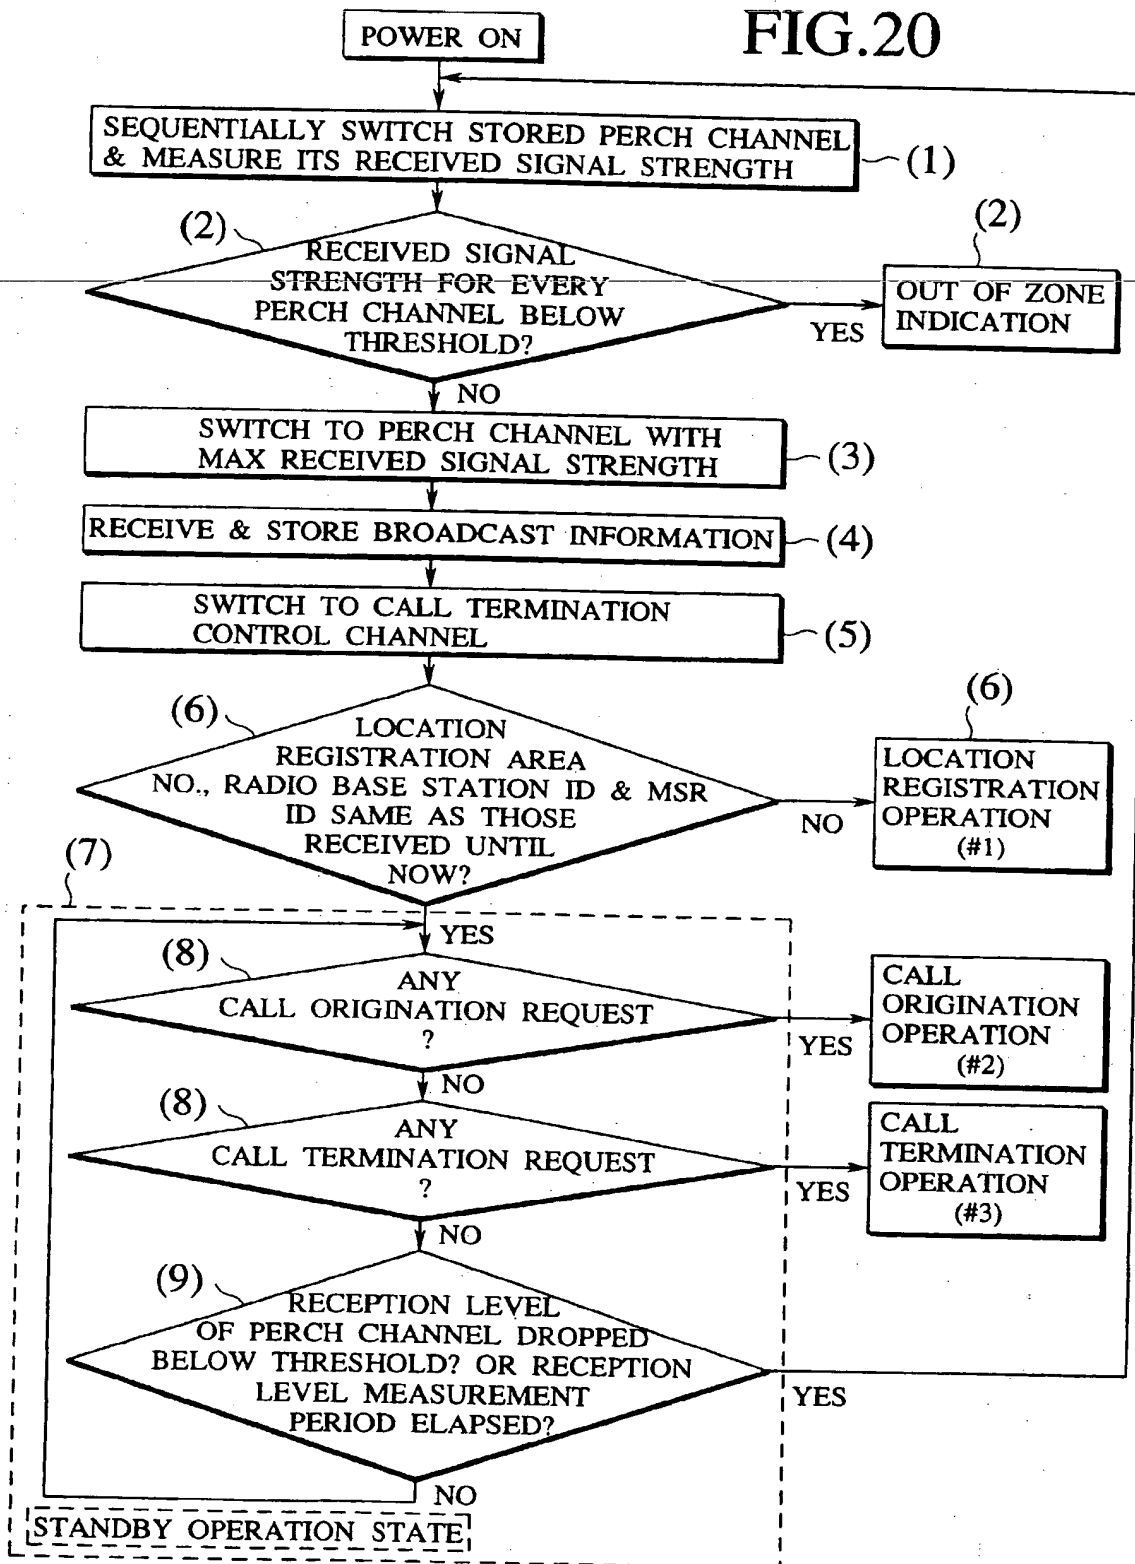 FIG.20
POWER ON
SEQUENTIALLY SWITCH STORED PERCH CHANNEL
& MEASURE ITS RECEIVED SIGNAL STRENGTH
(1)
(2)
RECEIVED SIGNAL
STRENGTH FOR EVERY
PERCH CHANNEL BELOW
THRESHOLD?
YES
(2)
OUT OF ZONE
INDICATION
NO
SWITCH TO PERCH CHANNEL WITH
MAX RECEIVED SIGNAL STRENGTH
(3)
RECEIVE & STORE BROADCAST INFORMATION
(4)
SWITCH TO CALL TERMINATION
CONTROL CHANNEL
(5)
(6)
LOCATION
REGISTRATION AREA
NO., RADIO BASE STATION ID & MSR
ID SAME AS THOSE
RECEIVED UNTIL
NOW?
NO
(6)
LOCATION
REGISTRATION
OPERATION
(#1)
(7)
YES
(8)
ANY
CALL ORIGINATION REQUEST
?
YES
CALL
ORIGINATION
OPERATION
(#2)
NO
(8)
ANY
CALL TERMINATION REQUEST
?
YES
CALL
TERMINATION
OPERATION
(#3)
NO
(9)
RECEPTION LEVEL
OF PERCH CHANNEL DROPPED
BELOW THRESHOLD? OR RECEPTION
LEVEL MEASUREMENT
PERIOD ELAPSED?
YES
NO
STANDBY OPERATION STATE